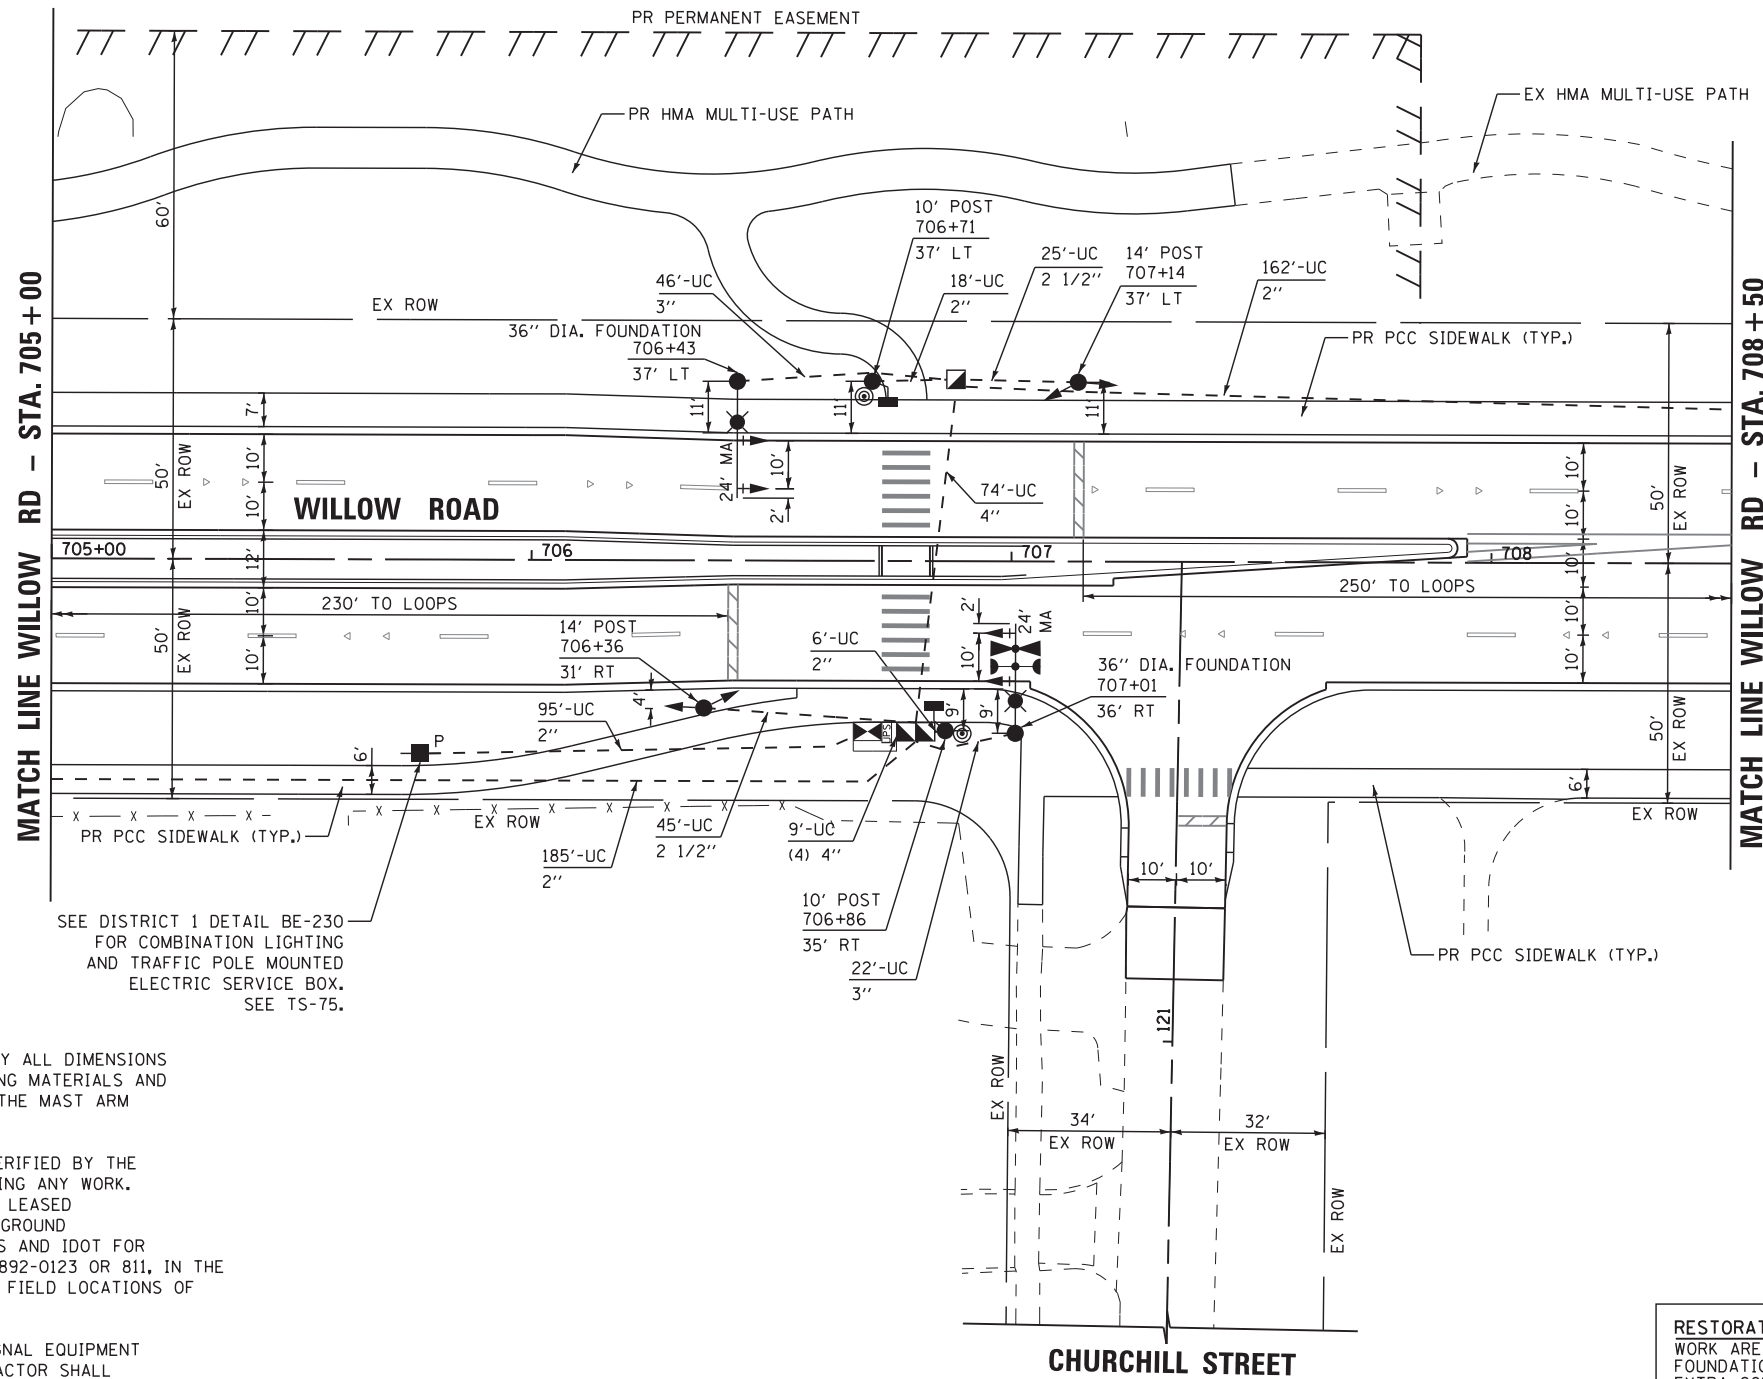 PR PERMANENT EASEMENT
PR HMA MULTI-USE PATH
EX HMA MULTI-USE PATH
60'
10' POST
706+71
37' LT
46'-UC
3"
18'-UC
2"
25'-UC
2 1/2"
14' POST
707+14
37' LT
162'-UC
2"
EX ROW
36" DIA. FOUNDATION
706+43
37' LT
PR PCC SIDEWALK (TYP.)
MATCH LINE WILLOW RD - STA. 705+00
MATCH LINE WILLOW RD - STA. 708+50
7'
11'
11'
11'
50'
EX ROW
10'
10'
24' MA
10'
2'
74'-UC
4"
10'
10'
50'
EX ROW
WILLOW ROAD
705+00
706
707
708
12'
10'
230' TO LOOPS
250' TO LOOPS
50'
EX ROW
10'
10'
14' POST
706+36
31' RT
6'-UC
2"
2'
10'
24'
MA
36" DIA. FOUNDATION
707+01
36' RT
10'
10'
50'
EX ROW
4'
9'
9'
95'-UC
2"
P
UPS
6'
6'
EX ROW
EX ROW
X X X X X X X X X
PR PCC SIDEWALK (TYP.)
45'-UC
2 1/2"
9'-UC
(4) 4"
185'-UC
2"
10' 10'
10' POST
706+86
35' RT
22'-UC
3"
PR PCC SIDEWALK (TYP.)
SEE DISTRICT 1 DETAIL BE-230
FOR COMBINATION LIGHTING
AND TRAFFIC POLE MOUNTED
ELECTRIC SERVICE BOX.
SEE TS-75.
121
EX ROW
34'
EX ROW
32'
EX ROW
EX ROW
Y ALL DIMENSIONS
NG MATERIALS AND
THE MAST ARM
ERIFIED BY THE
ING ANY WORK.
LEASED
GROUND
S AND IDOT FOR
892-0123 OR 811, IN THE
FIELD LOCATIONS OF
GNAL EQUIPMENT
ACTOR SHALL
CHURCHILL STREET
RESTORAT
WORK ARE
FOUNDATIO